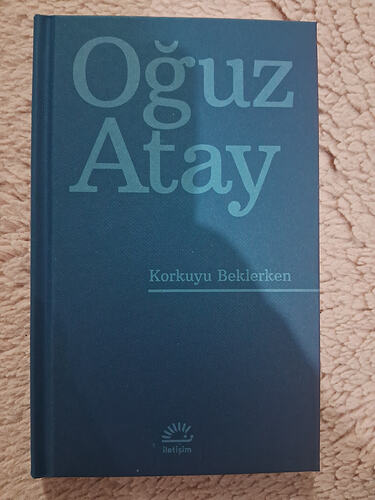 Oğuz
Atay
Korkuyu Beklerken
iletişim